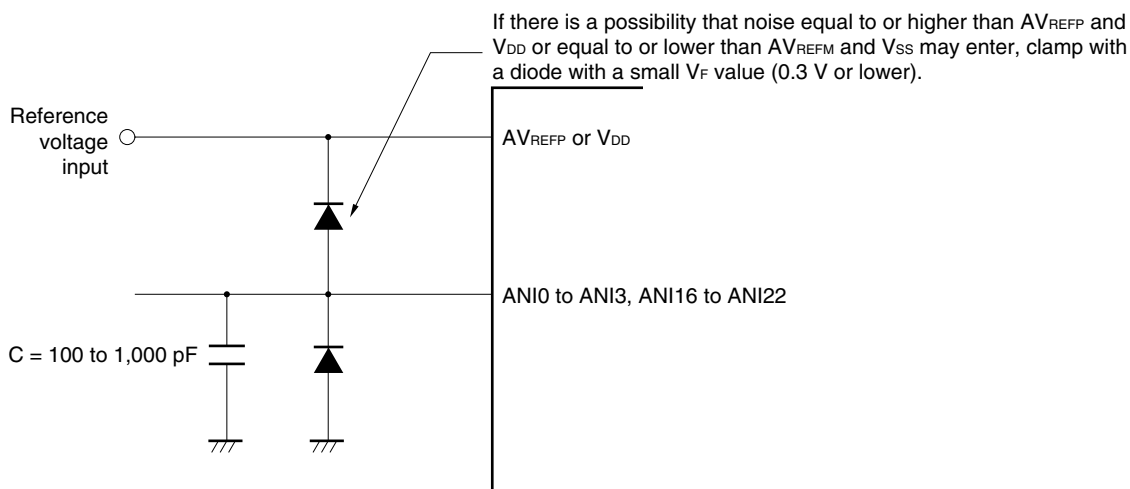 If there is a possibility that noise equal to or higher than AVREFP and
VDD or equal to or lower than AVREFM and VSS may enter, clamp with
a diode with a small VF value (0.3 V or lower).
Reference
voltage
input
AVREFP or VDD
ANI0 to ANI3, ANI16 to ANI22
C = 100 to 1,000 pF